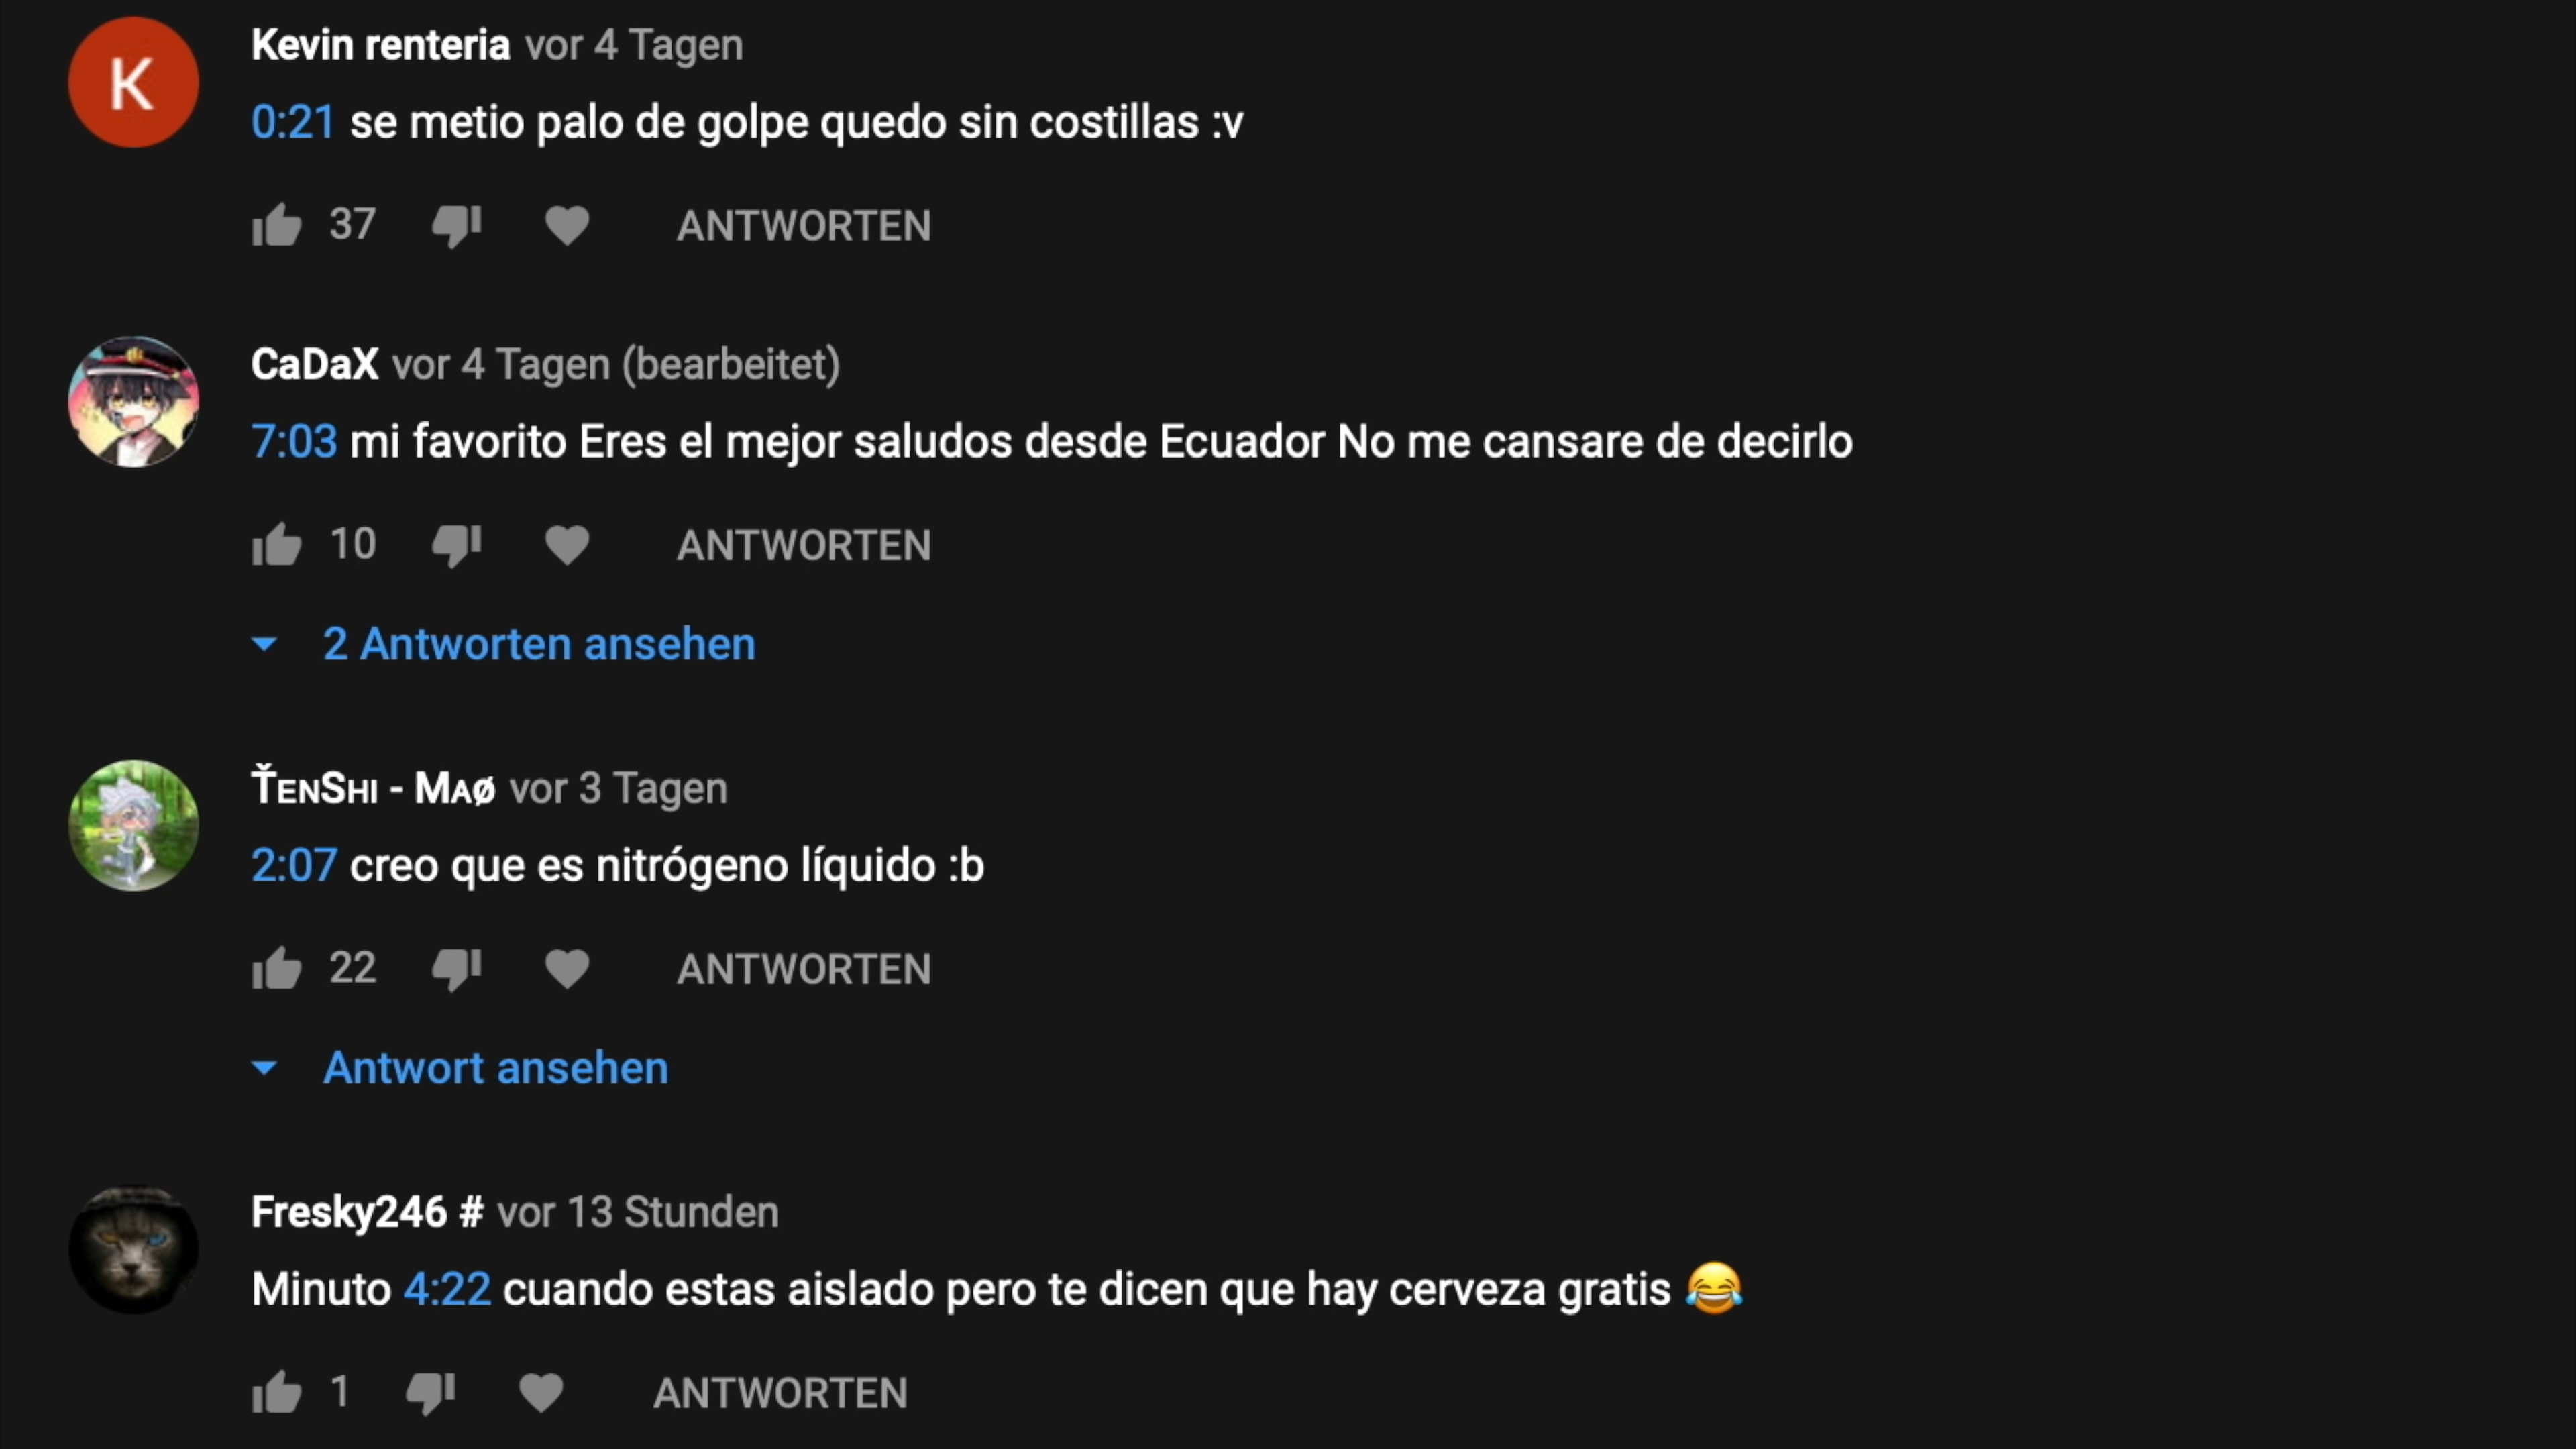 K
Kevin renteria vor 4 Tagen
0:21 se metio palo de golpe quedo sin costillas :v
37 ANTWORTEN
CaDaX vor 4 Tagen (bearbeitet)
7:03 mi favorito Eres el mejor saludos desde Ecuador No me cansare de decirlo
10 ANTWORTEN
2 Antworten ansehen
ŤᴇɴSʜɪ - Mᴀø vor 3 Tagen
2:07 creo que es nitrógeno líquido :b
22 ANTWORTEN
Antwort ansehen
Fresky246 # vor 13 Stunden
Minuto 4:22 cuando estas aislado pero te dicen que hay cerveza gratis 😂
1 ANTWORTEN